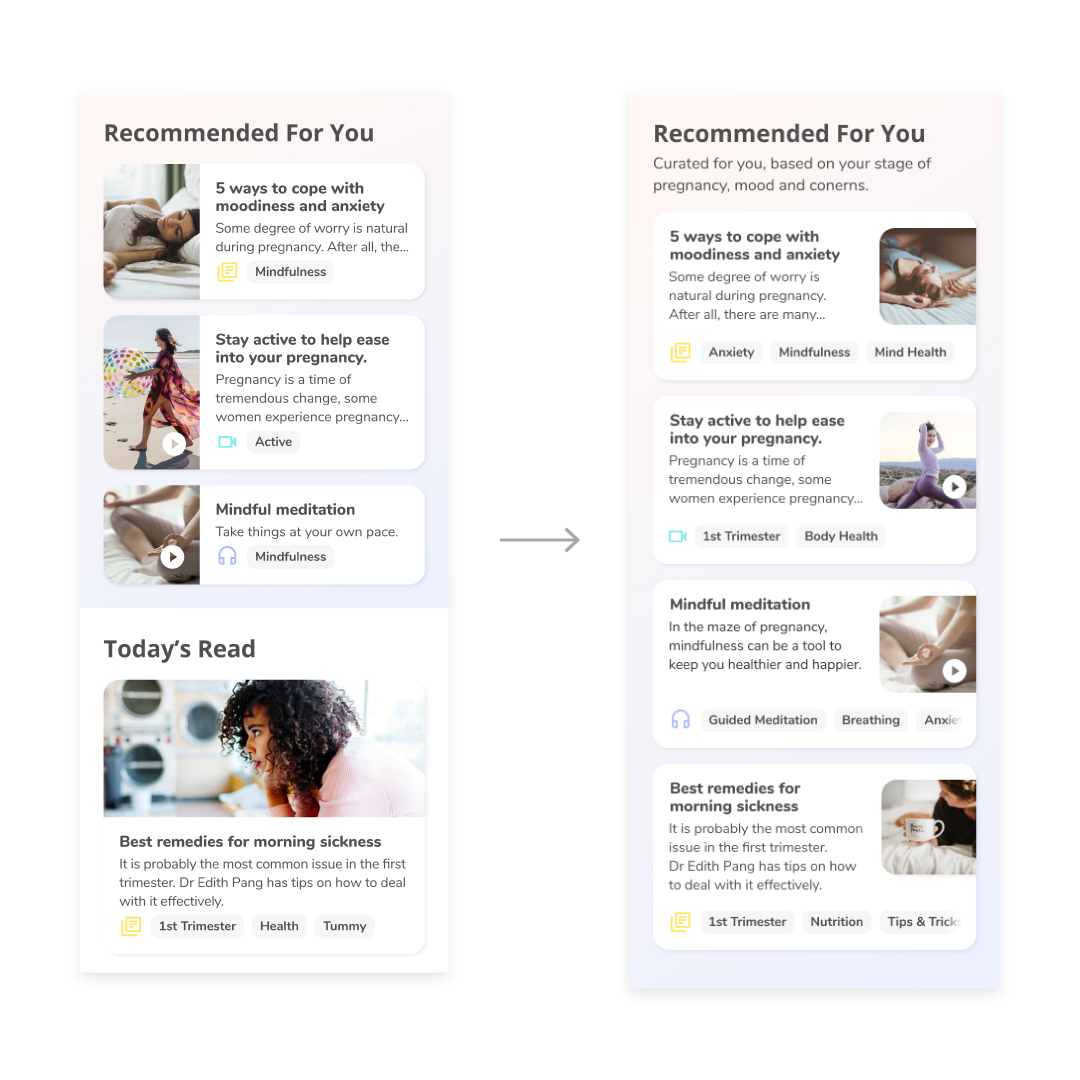 Recommended For You
5 ways to cope with
moodiness and anxiety
Some degree of worry is natural
during pregnancy. After all, the...
Mindfulness
Stay active to help ease
into your pregnancy.
Pregnancy is a time of
tremendous change, some
women experience pregnancy...
Active
Mindful meditation
Take things at your own pace.
Mindfulness
Today's Read
Best remedies for morning sickness
It is probably the most common issue in the first
trimester. Dr Edith Pang has tips on how to deal
with it effectively.
1st Trimester Health Tummy
Recommended For You
Curated for you, based on your stage of
pregnancy, mood and conerns.
5 ways to cope with
moodiness and anxiety
Some degree of worry is
natural during pregnancy.
After all, there are many...
Anxiety Mindfulness Mind Health
Stay active to help ease
into your pregnancy.
Pregnancy is a time of
tremendous change, some
women experience pregnancy...
1st Trimester Body Health
Mindful meditation
In the maze of pregnancy,
mindfulness can be a tool to
keep you healthier and happier.
Guided Meditation Breathing Anxie
Best remedies for
morning sickness
It is probably the most common
issue in the first trimester.
Dr Edith Pang has tips on how
to deal with it effectively.
1st Trimester Nutrition Tips & Tricks